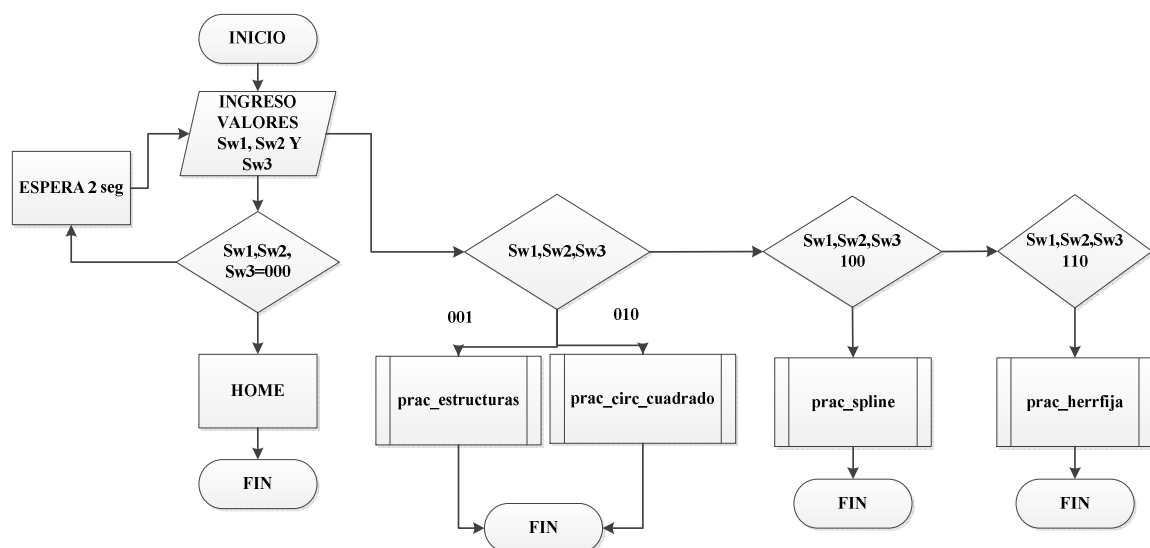 INICIO
INGRESO
VALORES
Sw1, Sw2 Y
Sw3
ESPERA 2 seg
Sw1,Sw2,
Sw3=000
HOME
FIN
Sw1,Sw2,Sw3
001
010
prac_estructuras
prac_circ_cuadrado
FIN
Sw1,Sw2,Sw3
100
prac_spline
FIN
Sw1,Sw2,Sw3
110
prac_herrfija
FIN